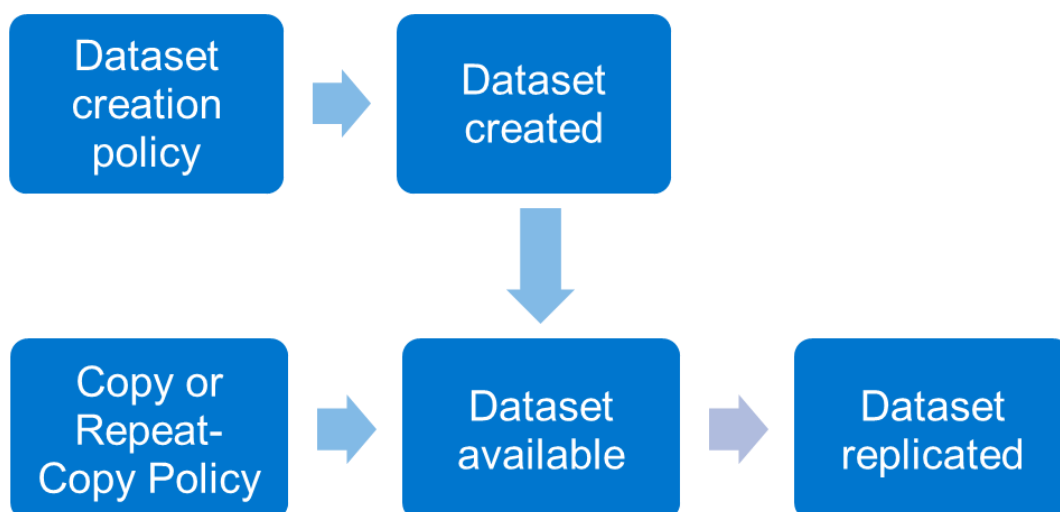 Dataset
creation
policy
Dataset
created
Copy or
Repeat-
Copy Policy
Dataset
available
Dataset
replicated